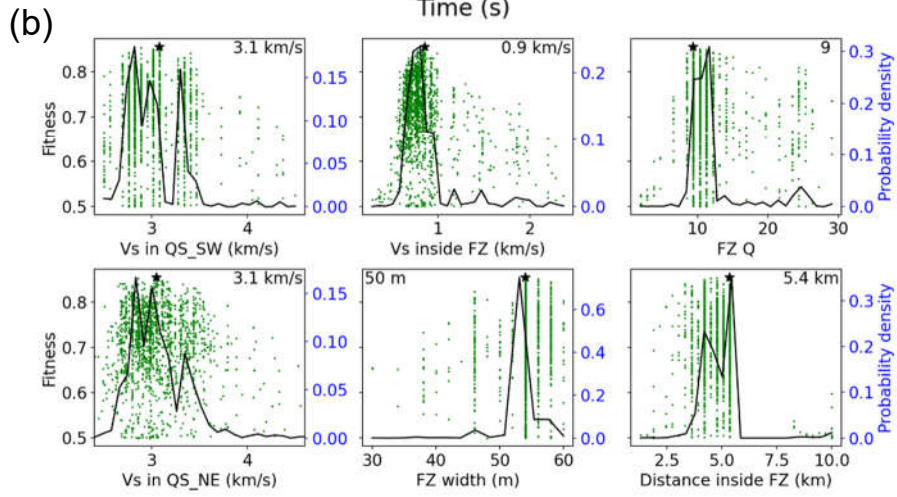 Time (s)
(b)
3.1 km/s
0.9 km/s
9
0.8
0.7
0.6
0.5
Fitness
0.15
0.10
0.05
0.00
0.2
0.1
0.0
0.3
0.2
0.1
0.0
Probability density
3
4
1
2
10
20
30
Vs in QS_SW (km/s)
Vs inside FZ (km/s)
FZ Q
3.1 km/s
50 m
5.4 km
0.8
0.7
0.6
0.5
Fitness
0.15
0.10
0.05
0.00
0.6
0.4
0.2
0.0
0.3
0.2
0.1
0.0
Probability density
3
4
30
40
50
60
2.5
5.0
7.5
10.0
Vs in QS_NE (km/s)
FZ width (m)
Distance inside FZ (km)